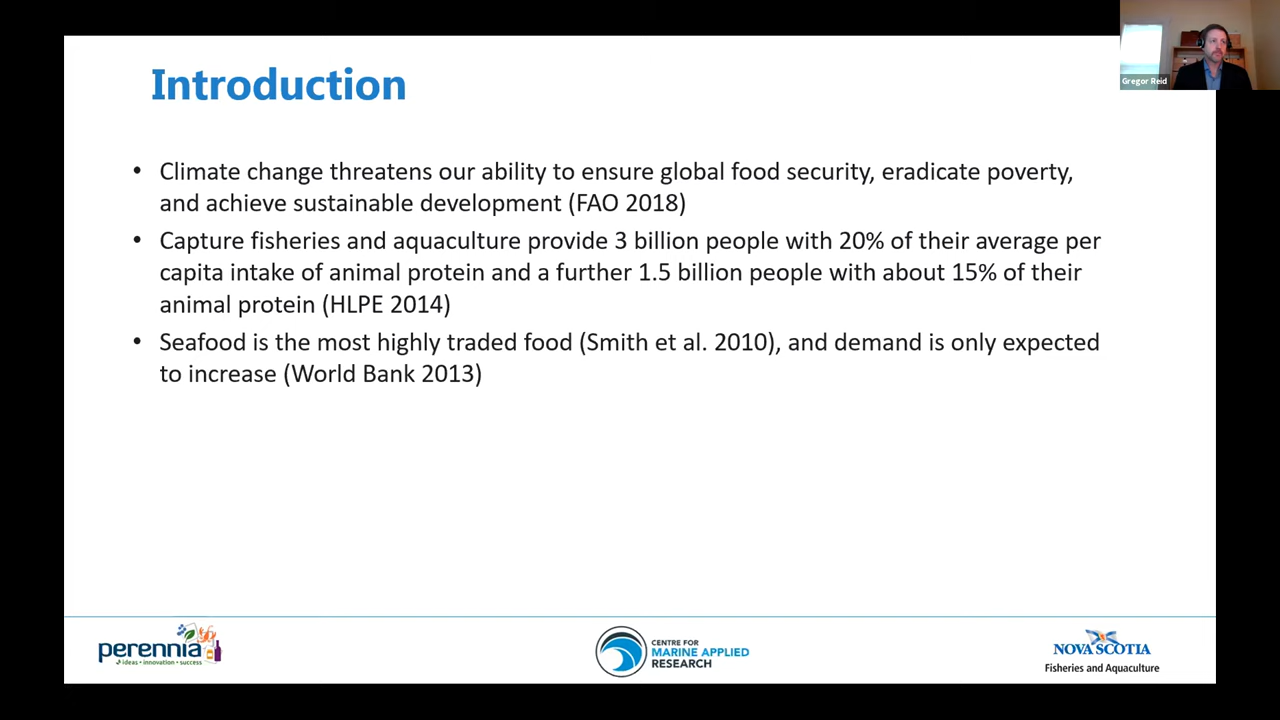 Introduction
Gregor Reid
• Climate change threatens our ability to ensure global food security, eradicate poverty,
and achieve sustainable development (FAO 2018)
• Capture fisheries and aquaculture provide 3 billion people with 20% of their average per
capita intake of animal protein and a further 1.5 billion people with about 15% of their
animal protein (HLPE 2014)
• Seafood is the most highly traded food (Smith et al. 2010), and demand is only expected
to increase (World Bank 2013)
perennia
ideas • innovation • success
CENTRE FOR
MARINE APPLIED
RESEARCH
NOVA SCOTIA
Fisheries and Aquaculture